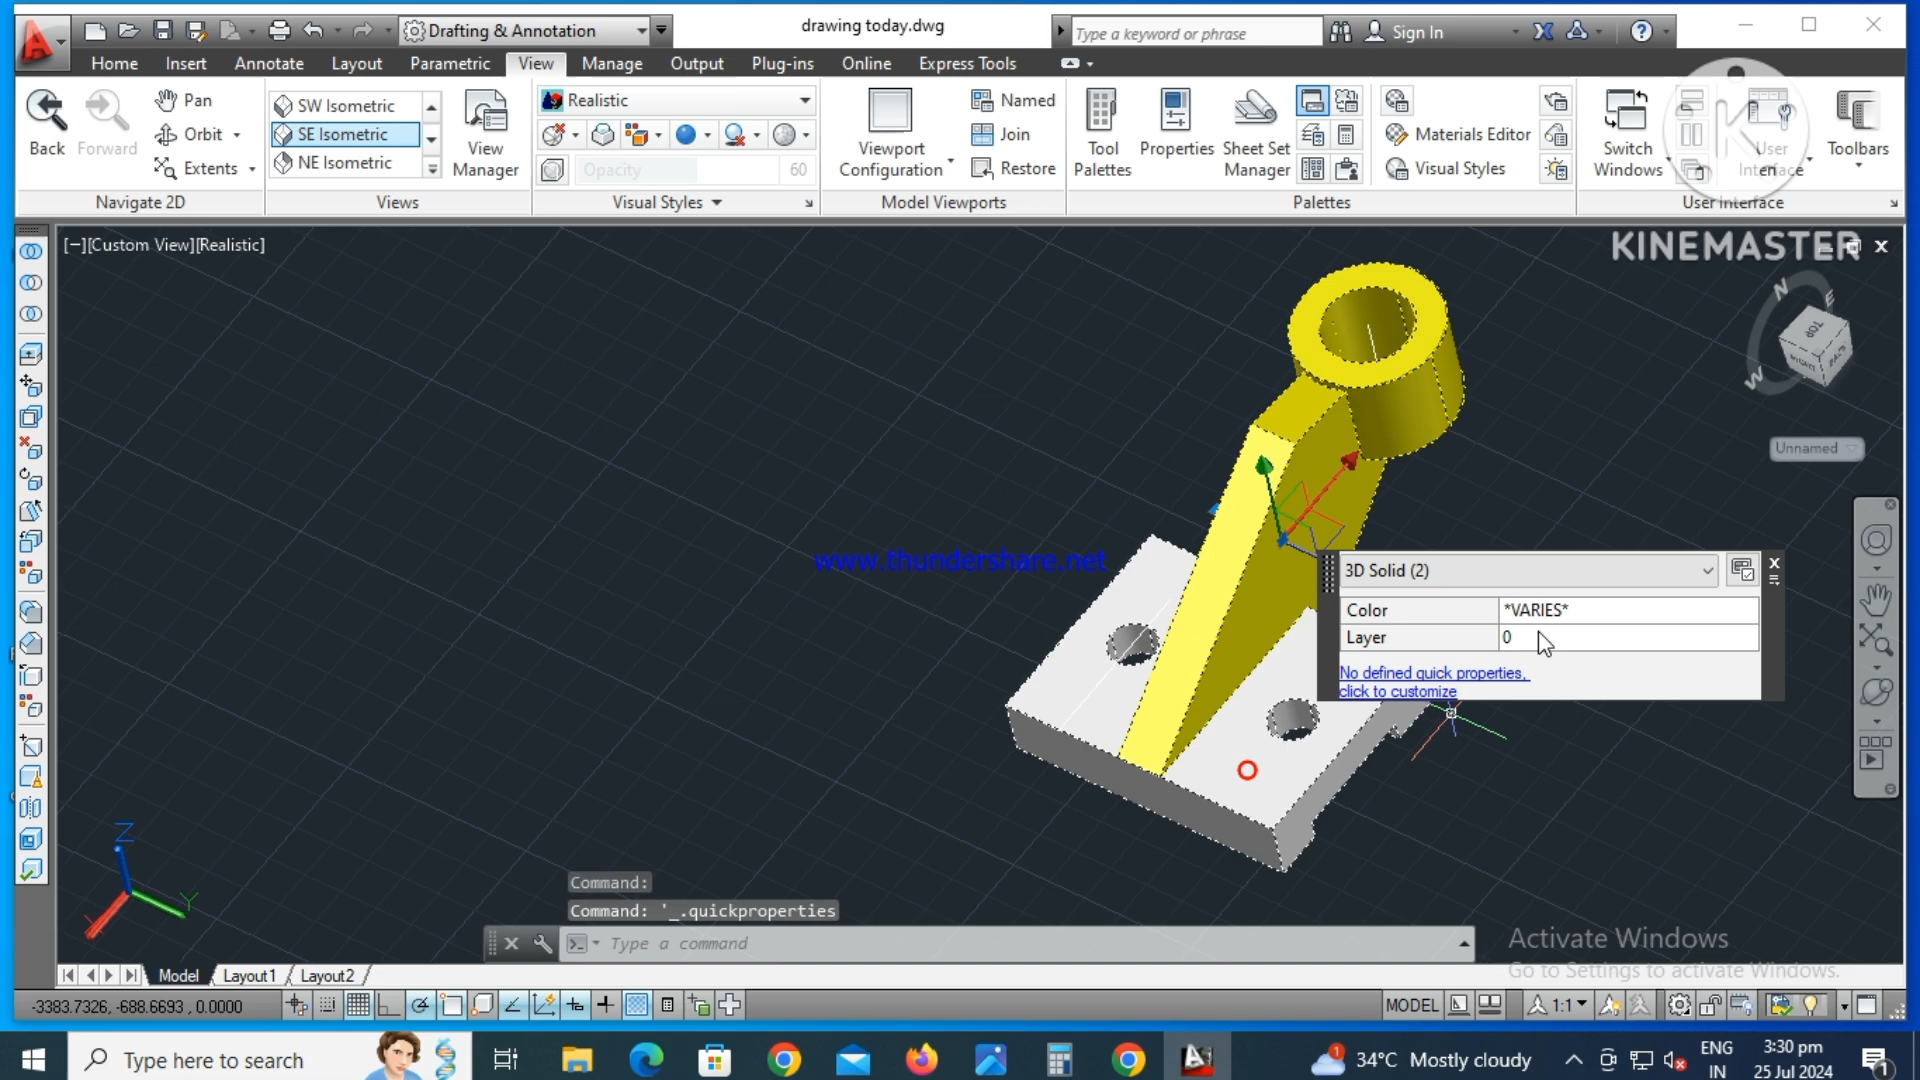 Drafting & Annotation
drawing today.dwg
Type a keyword or phrase
Sign In
Home Insert Annotate Layout Parametric View Manage Output Plug-ins Online Express Tools
Back
Forward
Pan
Orbit
Extents
Navigate 2D
SW Isometric
SE Isometric
NE Isometric
View
Manager
Views
Realistic
Opacity 60
Visual Styles
Viewport
Configuration
Named
Join
Restore
Model Viewports
Tool
Palettes
Properties
Sheet Set
Manager
Materials Editor
Visual Styles
Palettes
Switch
Windows
User
Interface
Toolbars
User Interface
[−][Custom View][Realistic]
KINEMASTER
N
E
W
TOP
Unnamed
www.thundershare.net
3D Solid (2)
Color *VARIES*
Layer 0
No defined quick properties,
click to customize
Z
Y
Command:
Command: '_.quickproperties
Type a command
Activate Windows
Go to Settings to activate Windows.
Model Layout1 Layout2
-3383.7326, -688.6693 , 0.0000
MODEL
1:1
Type here to search
1
34°C Mostly cloudy
ENG
IN
3:30 pm
25 Jul 2024
1